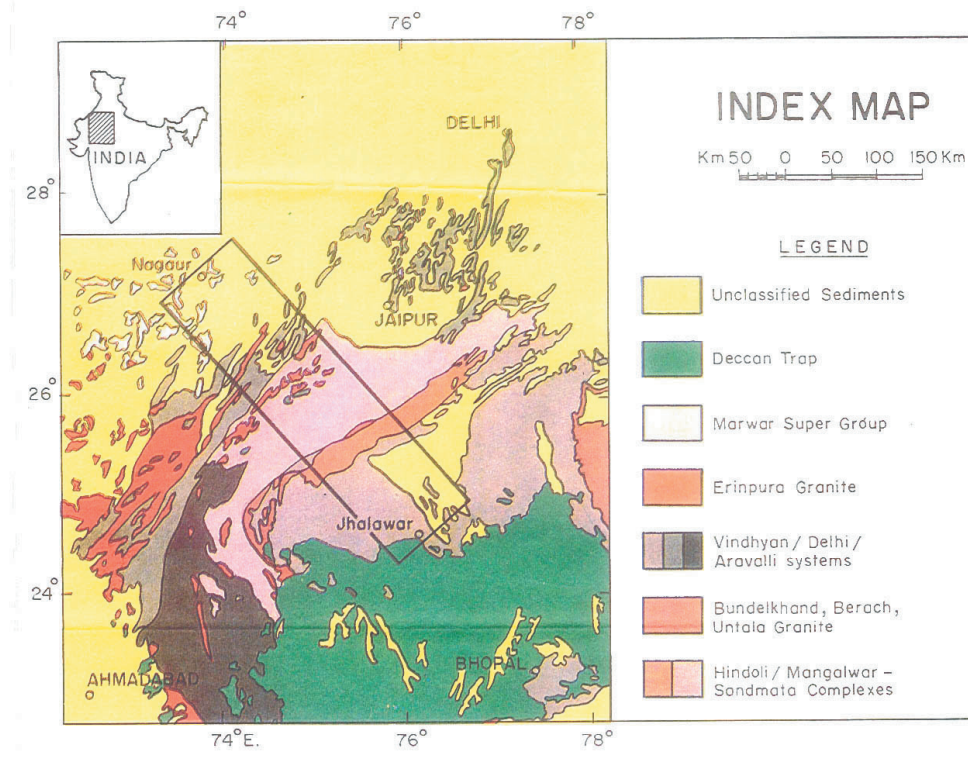 74°
76°
78°
INDIA
DELHI
28°
Nagaur
JAIPUR
26°
Jhalawar
24°
AHMADABAD
BHOPAL
74°E.
76°
78°
INDEX MAP
Km 50 0 50 100 150 Km
LEGEND
Unclassified Sediments
Deccan Trap
Marwar Super Group
Erinpura Granite
Vindhyan / Delhi /
Aravalli systems
Bundelkhand, Berach,
Untala Granite
Hindoli / Mangalwar –
Sandmata Complexes